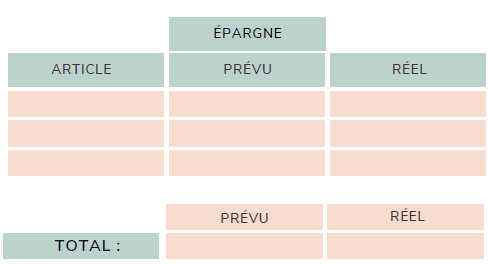 ÉPARGNE
ARTICLE PRÉVU RÉEL
PRÉVU RÉEL
TOTAL :